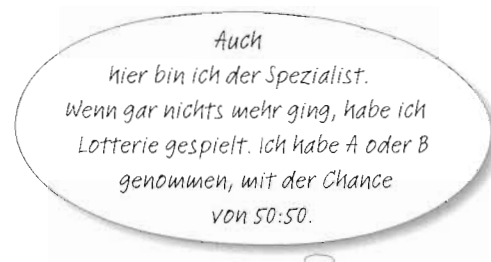 Auch
hier bin ich der Spezialist.
Wenn gar nichts mehr ging, habe ich
Lotterie gespielt. Ich habe A oder B
genommen, mit der Chance
von 50:50.